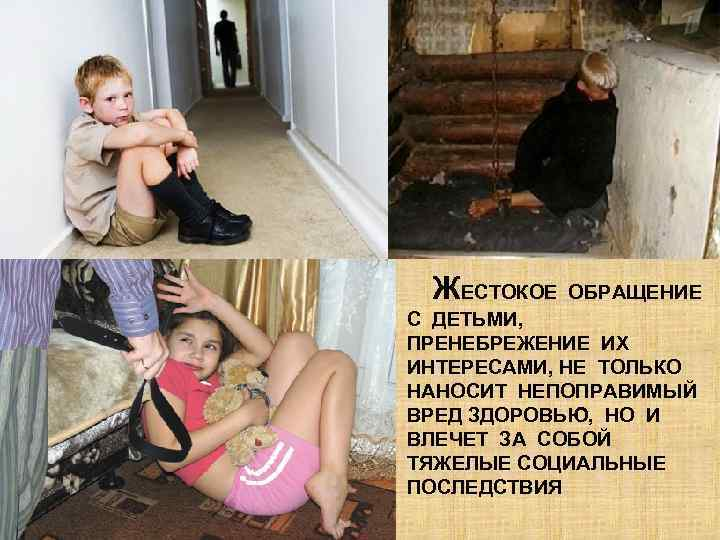 ЖЕСТОКОЕ ОБРАЩЕНИЕ
С ДЕТЬМИ,
ПРЕНЕБРЕЖЕНИЕ ИХ
ИНТЕРЕСАМИ, НЕ ТОЛЬКО
НАНОСИТ НЕПОПРАВИМЫЙ
ВРЕД ЗДОРОВЬЮ, НО И
ВЛЕЧЕТ ЗА СОБОЙ
ТЯЖЕЛЫЕ СОЦИАЛЬНЫЕ
ПОСЛЕДСТВИЯ